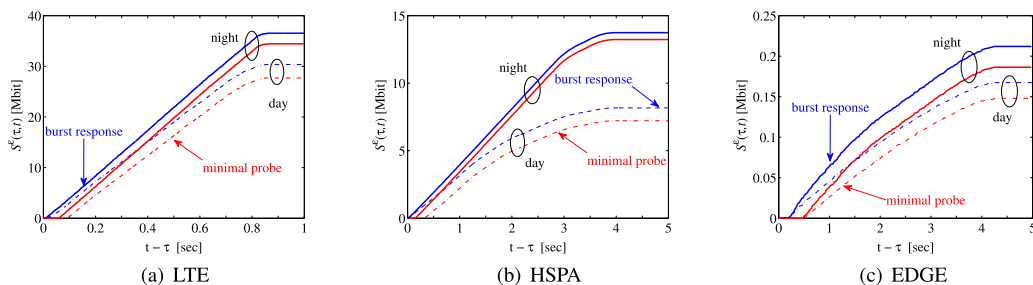 40
30
20
10
0
S^ε(τ,t) [Mbit]
night
day
burst response
minimal probe
0 0.2 0.4 0.6 0.8 1
t − τ [sec]
(a) LTE
15
10
5
0
S^ε(τ,t) [Mbit]
night
burst response
day
minimal probe
0 1 2 3 4 5
t − τ [sec]
(b) HSPA
0.25
0.2
0.15
0.1
0.05
0
S^ε(τ,t) [Mbit]
night
burst response
day
minimal probe
0 1 2 3 4 5
t − τ [sec]
(c) EDGE